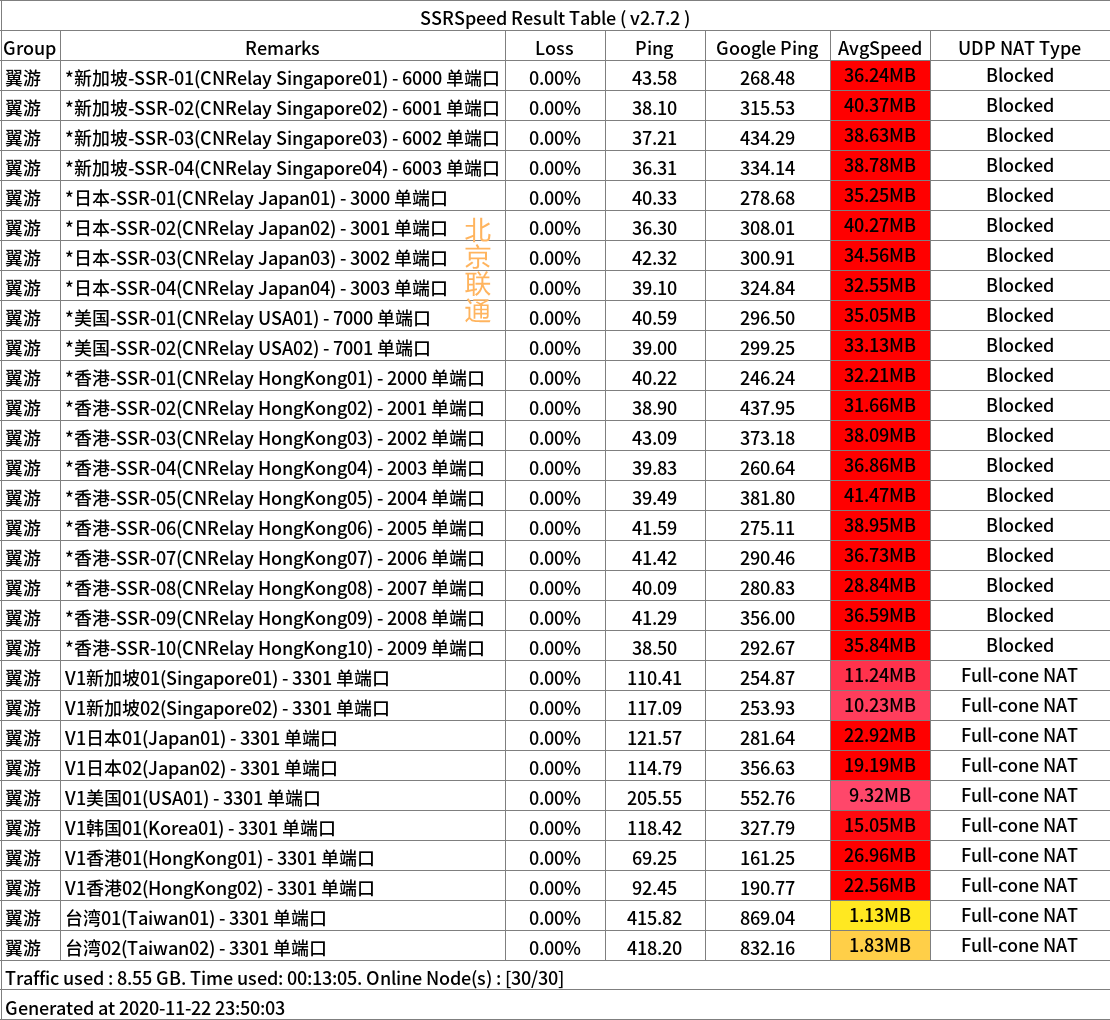 SSRSpeed Result Table ( v2.7.2 )
Group Remarks Loss Ping Google Ping AvgSpeed UDP NAT Type
翼游 *新加坡-SSR-01(CNRelay Singapore01) - 6000 单端口 0.00% 43.58 268.48 36.24MB Blocked
翼游 *新加坡-SSR-02(CNRelay Singapore02) - 6001 单端口 0.00% 38.10 315.53 40.37MB Blocked
翼游 *新加坡-SSR-03(CNRelay Singapore03) - 6002 单端口 0.00% 37.21 434.29 38.63MB Blocked
翼游 *新加坡-SSR-04(CNRelay Singapore04) - 6003 单端口 0.00% 36.31 334.14 38.78MB Blocked
翼游 *日本-SSR-01(CNRelay Japan01) - 3000 单端口 0.00% 40.33 278.68 35.25MB Blocked
翼游 *日本-SSR-02(CNRelay Japan02) - 3001 单端口 0.00% 36.30 308.01 40.27MB Blocked
翼游 *日本-SSR-03(CNRelay Japan03) - 3002 单端口 0.00% 42.32 300.91 34.56MB Blocked
翼游 *日本-SSR-04(CNRelay Japan04) - 3003 单端口 0.00% 39.10 324.84 32.55MB Blocked
翼游 *美国-SSR-01(CNRelay USA01) - 7000 单端口 0.00% 40.59 296.50 35.05MB Blocked
翼游 *美国-SSR-02(CNRelay USA02) - 7001 单端口 0.00% 39.00 299.25 33.13MB Blocked
翼游 *香港-SSR-01(CNRelay HongKong01) - 2000 单端口 0.00% 40.22 246.24 32.21MB Blocked
翼游 *香港-SSR-02(CNRelay HongKong02) - 2001 单端口 0.00% 38.90 437.95 31.66MB Blocked
翼游 *香港-SSR-03(CNRelay HongKong03) - 2002 单端口 0.00% 43.09 373.18 38.09MB Blocked
翼游 *香港-SSR-04(CNRelay HongKong04) - 2003 单端口 0.00% 39.83 260.64 36.86MB Blocked
翼游 *香港-SSR-05(CNRelay HongKong05) - 2004 单端口 0.00% 39.49 381.80 41.47MB Blocked
翼游 *香港-SSR-06(CNRelay HongKong06) - 2005 单端口 0.00% 41.59 275.11 38.95MB Blocked
翼游 *香港-SSR-07(CNRelay HongKong07) - 2006 单端口 0.00% 41.42 290.46 36.73MB Blocked
翼游 *香港-SSR-08(CNRelay HongKong08) - 2007 单端口 0.00% 40.09 280.83 28.84MB Blocked
翼游 *香港-SSR-09(CNRelay HongKong09) - 2008 单端口 0.00% 41.29 356.00 36.59MB Blocked
翼游 *香港-SSR-10(CNRelay HongKong10) - 2009 单端口 0.00% 38.50 292.67 35.84MB Blocked
翼游 V1新加坡01(Singapore01) - 3301 单端口 0.00% 110.41 254.87 11.24MB Full-cone NAT
翼游 V1新加坡02(Singapore02) - 3301 单端口 0.00% 117.09 253.93 10.23MB Full-cone NAT
翼游 V1日本01(Japan01) - 3301 单端口 0.00% 121.57 281.64 22.92MB Full-cone NAT
翼游 V1日本02(Japan02) - 3301 单端口 0.00% 114.79 356.63 19.19MB Full-cone NAT
翼游 V1美国01(USA01) - 3301 单端口 0.00% 205.55 552.76 9.32MB Full-cone NAT
翼游 V1韩国01(Korea01) - 3301 单端口 0.00% 118.42 327.79 15.05MB Full-cone NAT
翼游 V1香港01(HongKong01) - 3301 单端口 0.00% 69.25 161.25 26.96MB Full-cone NAT
翼游 V1香港02(HongKong02) - 3301 单端口 0.00% 92.45 190.77 22.56MB Full-cone NAT
翼游 台湾01(Taiwan01) - 3301 单端口 0.00% 415.82 869.04 1.13MB Full-cone NAT
翼游 台湾02(Taiwan02) - 3301 单端口 0.00% 418.20 832.16 1.83MB Full-cone NAT
Traffic used : 8.55 GB. Time used: 00:13:05. Online Node(s) : [30/30]
Generated at 2020-11-22 23:50:03
北京联通